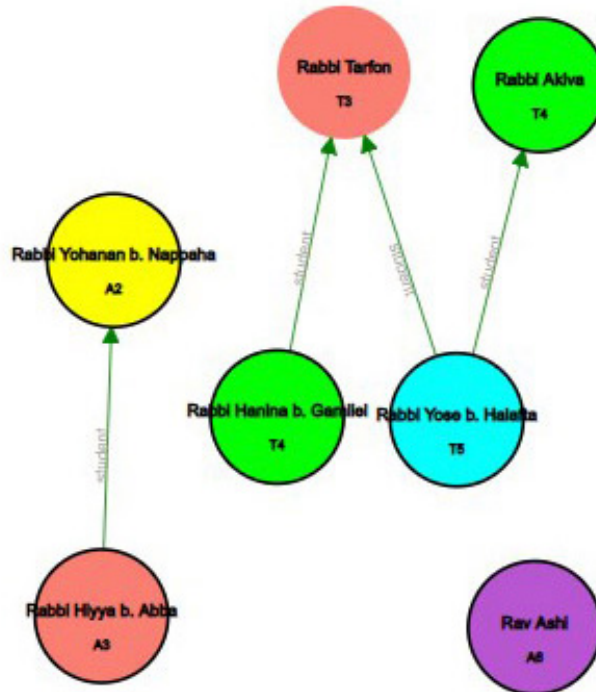 Rabbi Tarfon
T3
Rabbi Akiva
T4
Rabbi Yohanan b. Nappaha
A2
student
student
student
Rabbi Hanina b. Gamliel
T4
Rabbi Yose b. Halafta
T5
student
Rabbi Hiyya b. Abba
A3
Rav Ashi
A6